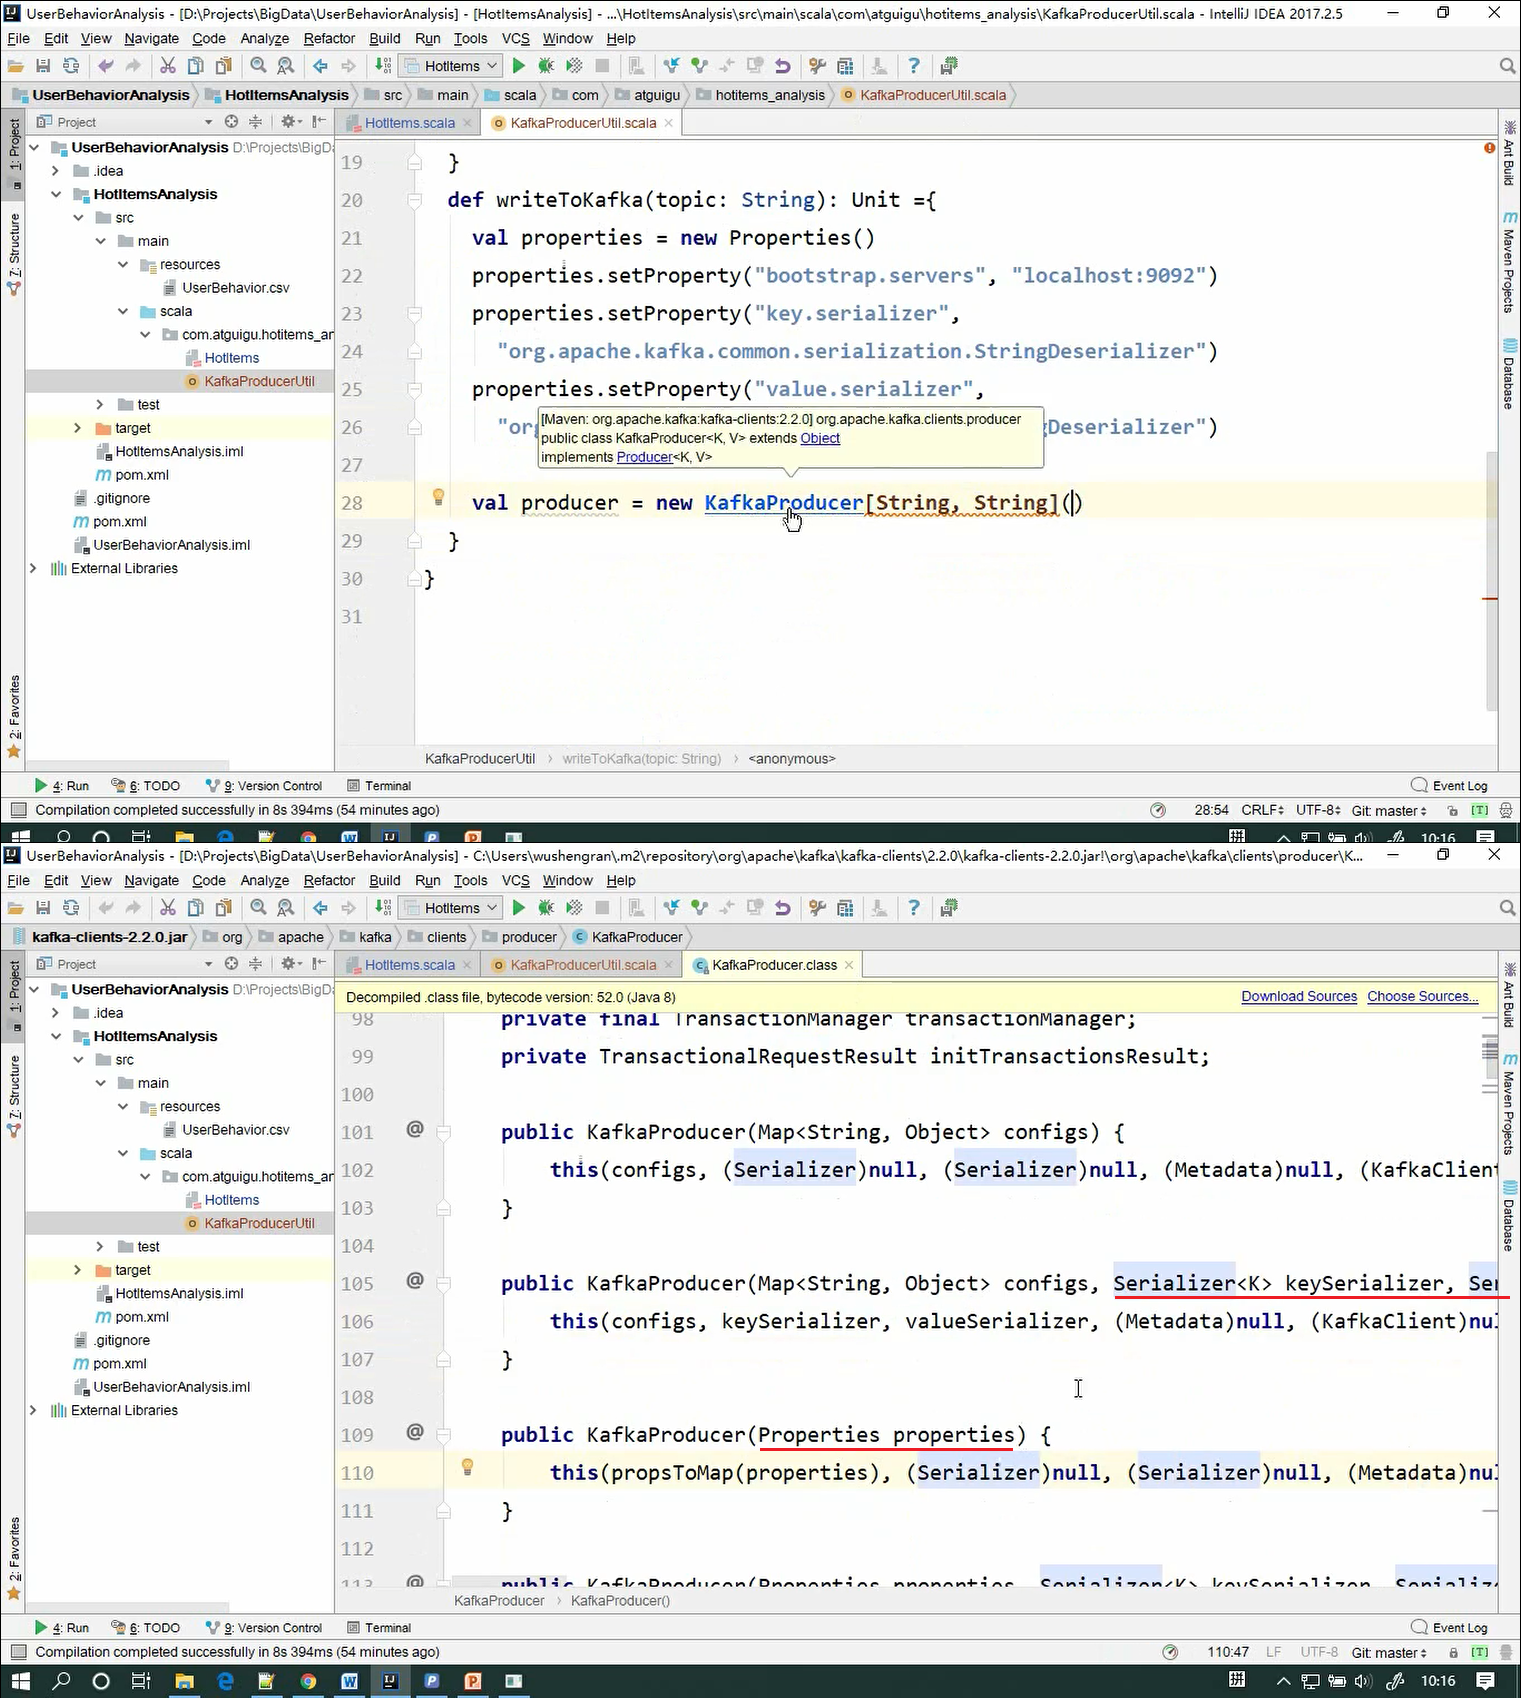 UserBehaviorAnalysis - [D:\Projects\BigData\UserBehaviorAnalysis] - [HotItemsAnalysis] - ...\HotItemsAnalysis\src\main\scala\com\atguigu\hotitems_analysis\KafkaProducerUtil.scala - IntelliJ IDEA 2017.2.5
File Edit View Navigate Code Analyze Refactor Build Run Tools VCS Window Help
HotItems
UserBehaviorAnalysis HotItemsAnalysis src main scala com atguigu hotitems_analysis KafkaProducerUtil.scala
Project
HotItems.scala KafkaProducerUtil.scala
1: Project
7: Structure
2: Favorites
Ant Build
Maven Projects
Database
UserBehaviorAnalysis D:\Projects\BigD
.idea
HotItemsAnalysis
src
main
resources
UserBehavior.csv
scala
com.atguigu.hotitems_ar
HotItems
KafkaProducerUtil
test
target
HotItemsAnalysis.iml
pom.xml
.gitignore
pom.xml
UserBehaviorAnalysis.iml
External Libraries
19 }
20 def writeToKafka(topic: String): Unit ={
21 val properties = new Properties()
22 properties.setProperty("bootstrap.servers", "localhost:9092")
23 properties.setProperty("key.serializer",
24 "org.apache.kafka.common.serialization.StringDeserializer")
25 properties.setProperty("value.serializer",
[Maven: org.apache.kafka:kafka-clients:2.2.0] org.apache.kafka.clients.producer
public class KafkaProducer<K, V> extends Object
implements Producer<K, V>
26 "or gDeserializer")
27
28 val producer = new KafkaProducer[String, String]()
29 }
30 }
31
KafkaProducerUtil writeToKafka(topic: String) <anonymous>
4: Run 6: TODO 9: Version Control Terminal Event Log
Compilation completed successfully in 8s 394ms (54 minutes ago) 28:54 CRLF UTF-8 Git: master [T]
拼 10:16
UserBehaviorAnalysis - [D:\Projects\BigData\UserBehaviorAnalysis] - C:\Users\wushengran\.m2\repository\org\apache\kafka\kafka-clients\2.2.0\kafka-clients-2.2.0.jar!\org\apache\kafka\clients\producer\K...
File Edit View Navigate Code Analyze Refactor Build Run Tools VCS Window Help
HotItems
kafka-clients-2.2.0.jar org apache kafka clients producer KafkaProducer
Project
HotItems.scala KafkaProducerUtil.scala KafkaProducer.class
Decompiled .class file, bytecode version: 52.0 (Java 8) Download Sources Choose Sources...
1: Project
7: Structure
2: Favorites
Ant Build
Maven Projects
Database
UserBehaviorAnalysis D:\Projects\BigD
.idea
HotItemsAnalysis
src
main
resources
UserBehavior.csv
scala
com.atguigu.hotitems_ar
HotItems
KafkaProducerUtil
test
target
HotItemsAnalysis.iml
pom.xml
.gitignore
pom.xml
UserBehaviorAnalysis.iml
External Libraries
98 private final TransactionManager transactionManager;
99 private TransactionalRequestResult initTransactionsResult;
100
101 @ public KafkaProducer(Map<String, Object> configs) {
102 this(configs, (Serializer)null, (Serializer)null, (Metadata)null, (KafkaClient
103 }
104
105 @ public KafkaProducer(Map<String, Object> configs, Serializer<K> keySerializer, Ser
106 this(configs, keySerializer, valueSerializer, (Metadata)null, (KafkaClient)nul
107 }
108
109 @ public KafkaProducer(Properties properties) {
110 this(propsToMap(properties), (Serializer)null, (Serializer)null, (Metadata)nul
111 }
112
113 @ public KafkaProducer(Properties properties, Serializer<K> keySerializer, Serializ
KafkaProducer KafkaProducer()
4: Run 6: TODO 9: Version Control Terminal Event Log
Compilation completed successfully in 8s 394ms (54 minutes ago) 110:47 LF UTF-8 Git: master [T]
拼 10:16